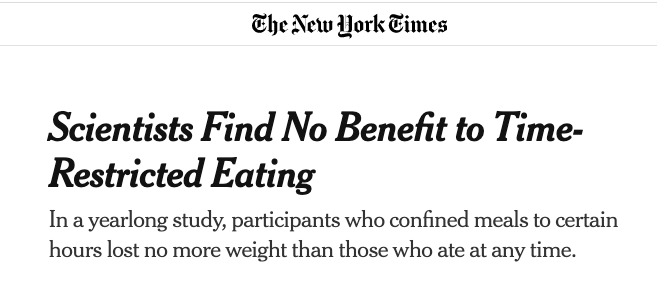 The New York Times
Scientists Find No Benefit to Time-
Restricted Eating
In a yearlong study, participants who confined meals to certain
hours lost no more weight than those who ate at any time.